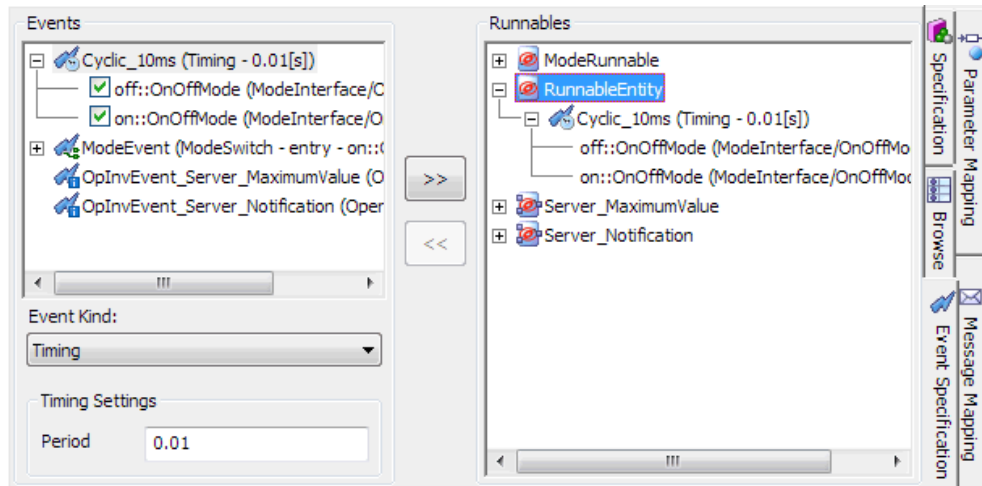 Events
Cyclic_10ms (Timing - 0.01[s])
off::OnOffMode (ModeInterface/O
on::OnOffMode (ModeInterface/O
ModeEvent (ModeSwitch - entry - on::(
OpInvEvent_Server_MaximumValue (O
OpInvEvent_Server_Notification (Oper
Event Kind:
Timing
Timing Settings
Period
0.01
>>
<<
Runnables
ModeRunnable
RunnableEntity
Cyclic_10ms (Timing - 0.01[s])
off::OnOffMode (ModeInterface/OnOffMo
on::OnOffMode (ModeInterface/OnOffMod
Server_MaximumValue
Server_Notification
Specification
Browse
Event Specification
Parameter Mapping
Message Mapping